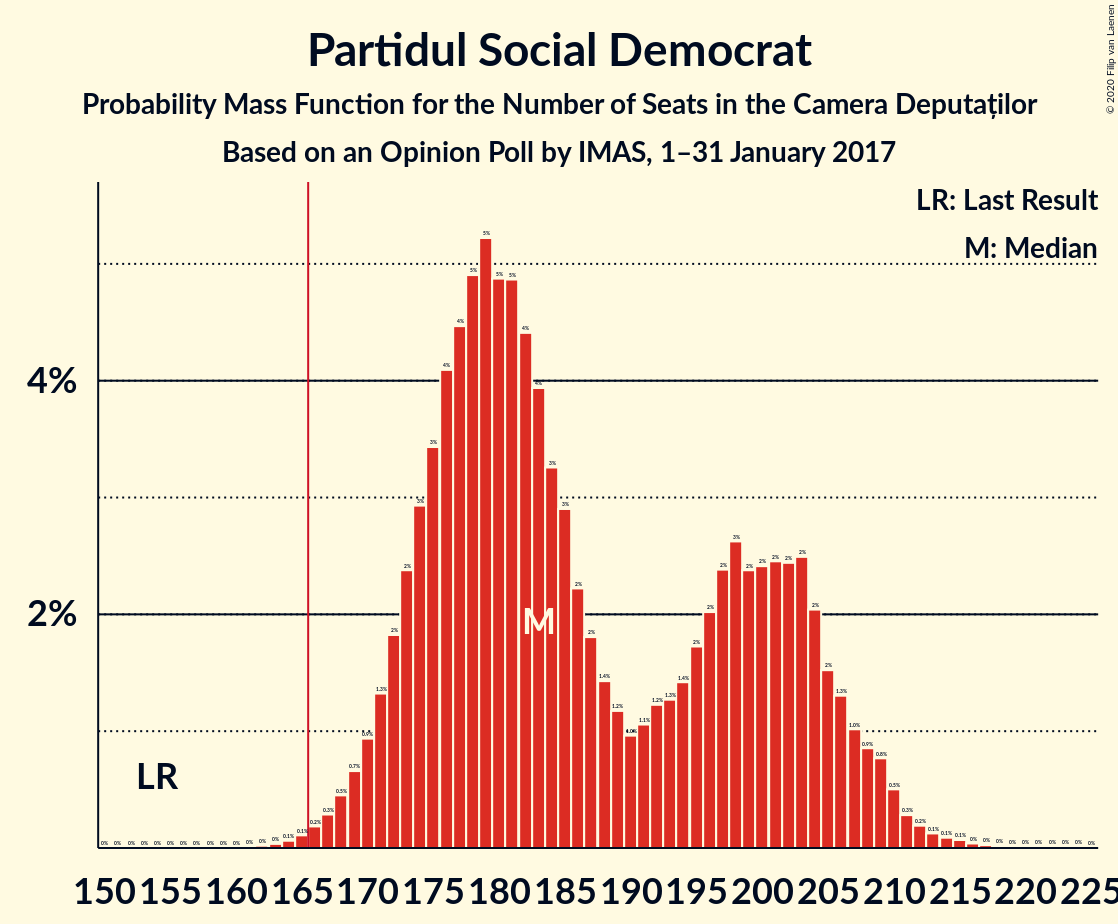 Partidul Social Democrat
Probability Mass Function for the Number of Seats in the Camera Deputaților
Based on an Opinion Poll by IMAS, 1–31 January 2017
© 2020 Filip van Laenen
LR: Last Result
M: Median
4%
2%
LR
M
150 155 160 165 170 175 180 185 190 195 200 205 210 215 220 225